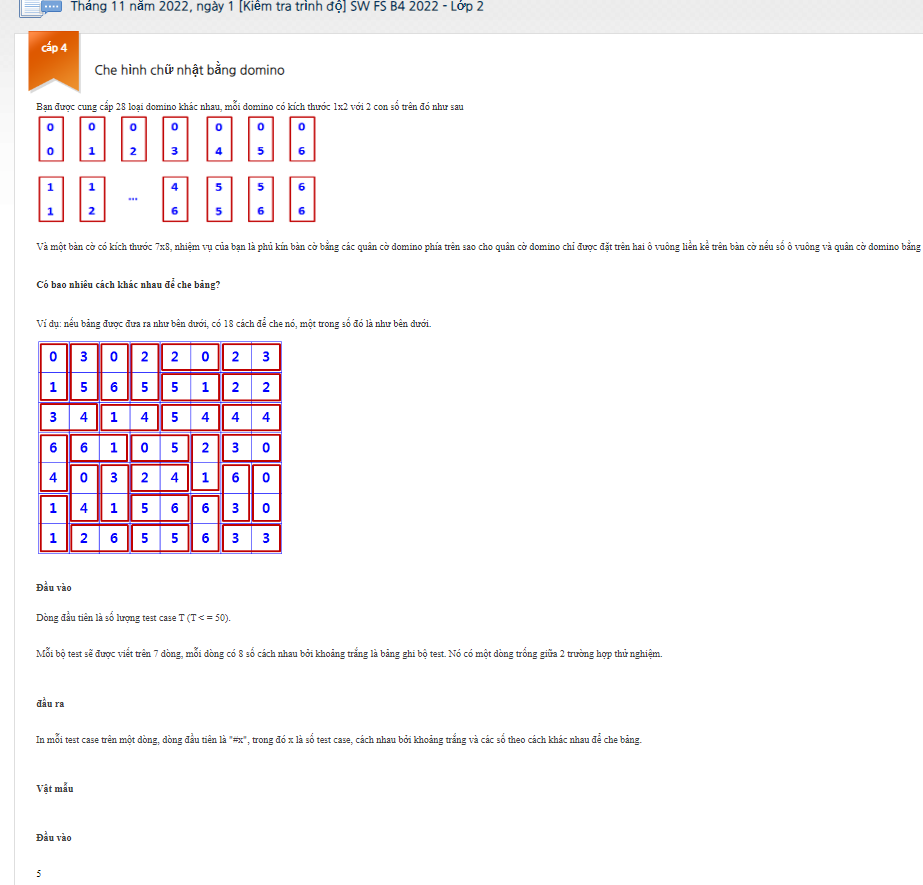 Tháng 11 năm 2022, ngày 1 [Kiểm tra trình độ] SW FS B4 2022 - Lớp 2
cấp 4
Che hình chữ nhật bằng domino
Bạn được cung cấp 28 loại domino khác nhau, mỗi domino có kích thước 1x2 với 2 con số trên đó như sau
0 0 0 0 0 0 0
0 1 2 3 4 5 6
1 1 ... 4 5 5 6
1 2 6 5 6 6
Và một bàn cờ có kích thước 7x8, nhiệm vụ của bạn là phủ kín bàn cờ bằng các quân cờ domino phía trên sao cho quân cờ domino chỉ được đặt trên hai ô vuông liền kề trên bàn cờ nếu số ô vuông và quân cờ domino bằng
Có bao nhiêu cách khác nhau để che bảng?
Ví dụ: nếu bảng được đưa ra như bên dưới, có 18 cách để che nó, một trong số đó là như bên dưới.
0 3 0 2 2 0 2 3
1 5 6 5 5 1 2 2
3 4 1 4 5 4 4 4
6 6 1 0 5 2 3 0
4 0 3 2 4 1 6 0
1 4 1 5 6 6 3 0
1 2 6 5 5 6 3 3
Đầu vào
Dòng đầu tiên là số lượng test case T (T < = 50).
Mỗi bộ test sẽ được viết trên 7 dòng, mỗi dòng có 8 số cách nhau bởi khoảng trắng là bảng ghi bộ test. Nó có một dòng trống giữa 2 trường hợp thử nghiệm.
đầu ra
In mỗi test case trên một dòng, dòng đầu tiên là "#x", trong đó x là số test case, cách nhau bởi khoảng trắng và các số theo cách khác nhau để che bảng.
Vật mẫu
Đầu vào
5